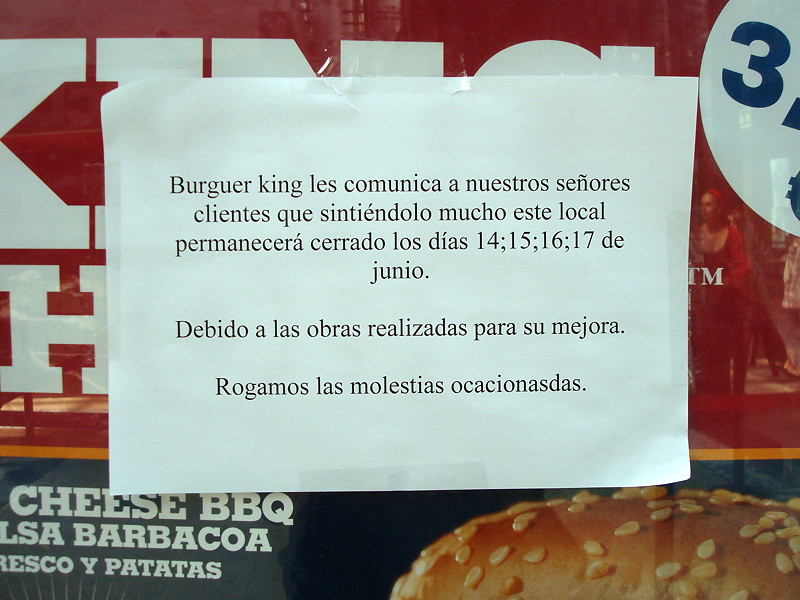 KING
3,
€
Burguer king les comunica a nuestros señores
clientes que sintiéndolo mucho este local
permanecerá cerrado los días 14;15;16;17 de
junio.
Debido a las obras realizadas para su mejora.
Rogamos las molestias ocacionasdas.
TM
H
CHEESE BBQ
LSA BARBACOA
RESCO Y PATATAS